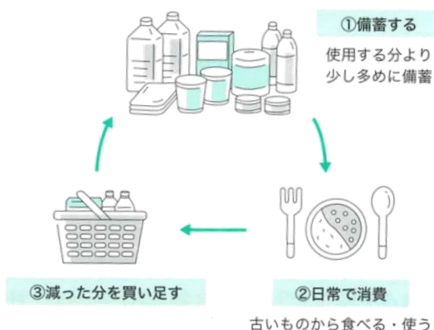 ①備蓄する
使用する分より
少し多めに備蓄
②日常で消費
古いものから食べる・使う
③減った分を買い足す